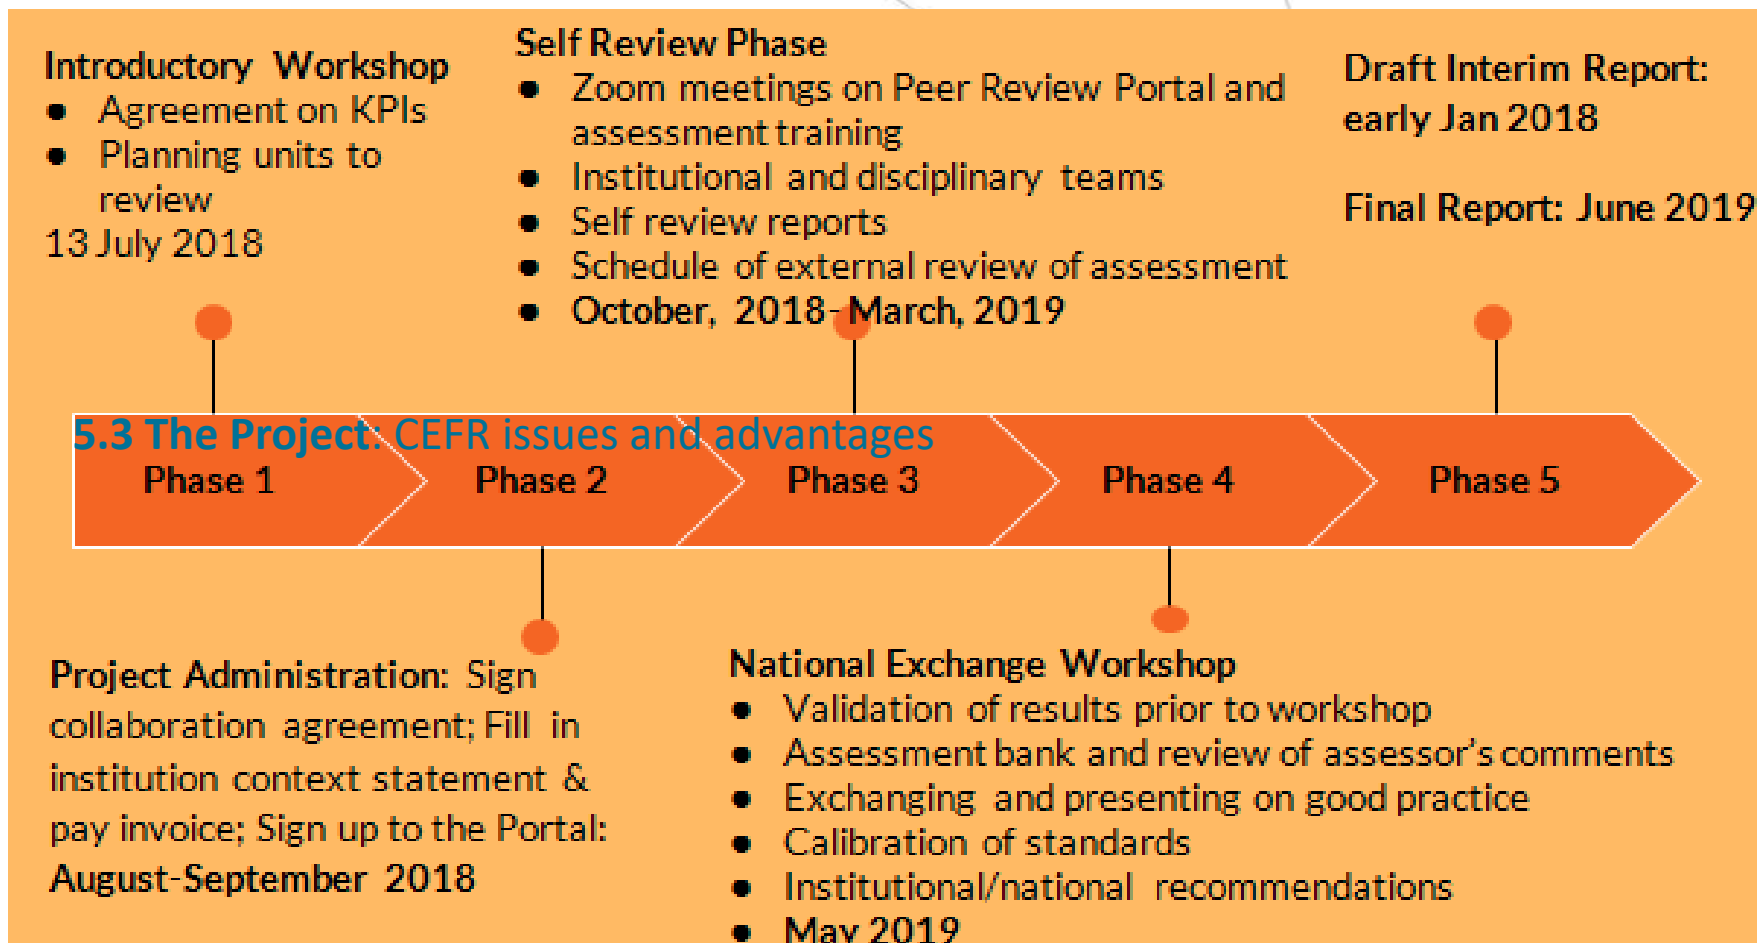 Introductory Workshop
● Agreement on KPIs
● Planning units to
review
13 July 2018
Self Review Phase
● Zoom meetings on Peer Review Portal and
assessment training
● Institutional and disciplinary teams
● Self review reports
● Schedule of external review of assessment
● October, 2018- March, 2019
Draft Interim Report:
early Jan 2018
Final Report: June 2019
5.3 The Project: CEFR issues and advantages
Phase 1
Phase 2
Phase 3
Phase 4
Phase 5
Project Administration: Sign
collaboration agreement; Fill in
institution context statement &
pay invoice; Sign up to the Portal:
August-September 2018
National Exchange Workshop
● Validation of results prior to workshop
● Assessment bank and review of assessor's comments
● Exchanging and presenting on good practice
● Calibration of standards
● Institutional/national recommendations
● May 2019